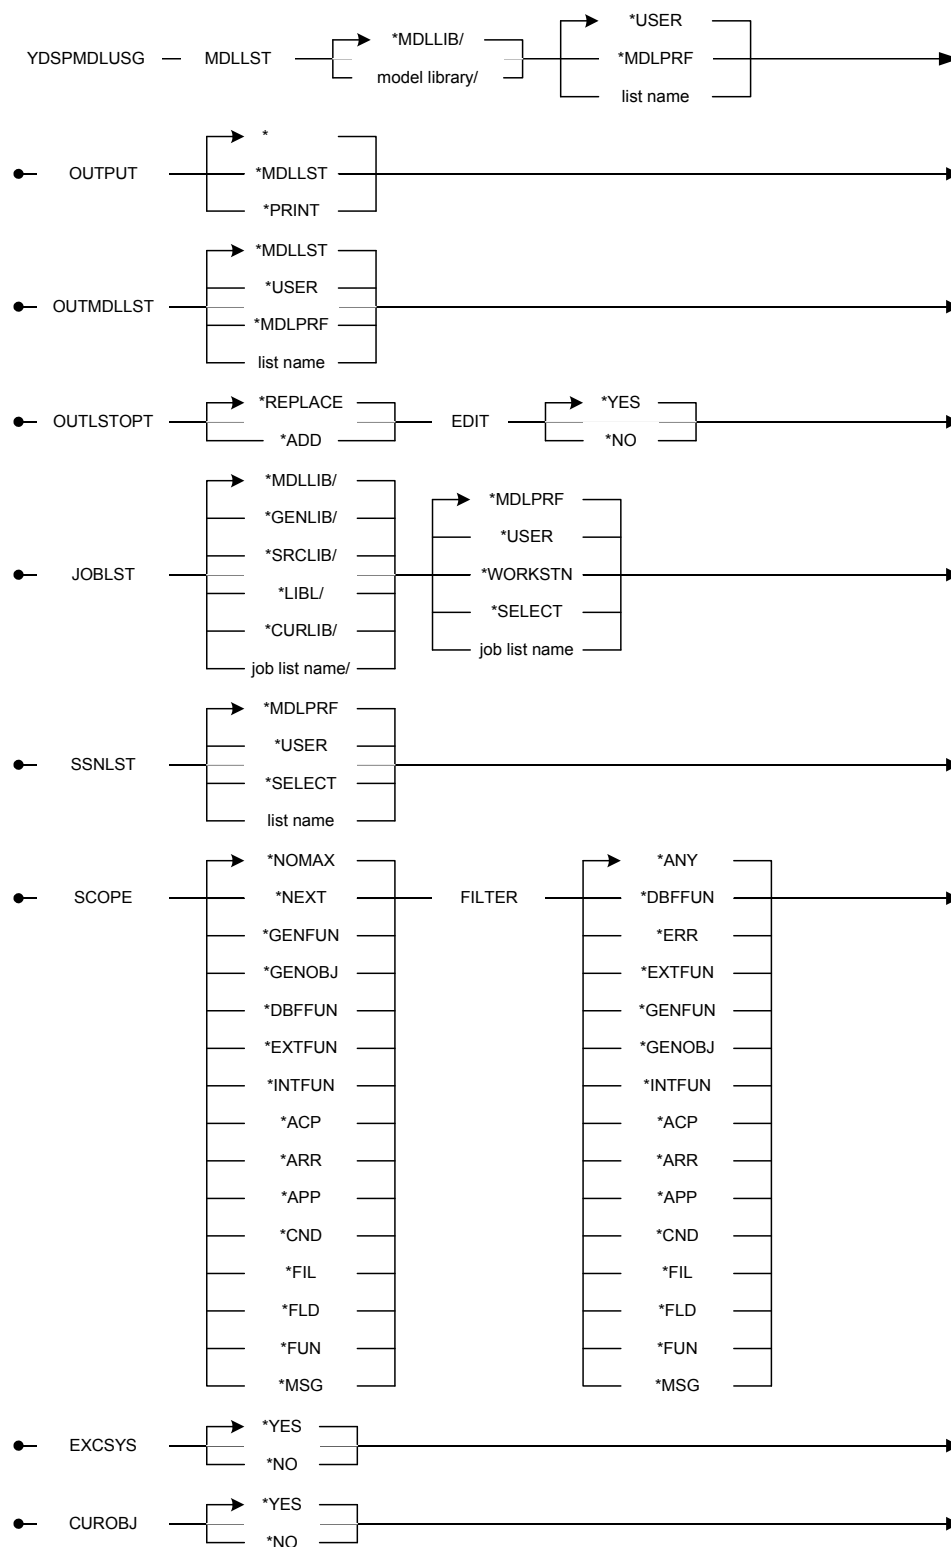 *USER
*MDLLIB/
YDSPMDLUSG MDLLST *MDLPRF
model library/
list name
*
OUTPUT *MDLLST
*PRINT
*MDLLST
*USER
OUTMDLLST
*MDLPRF
list name
*REPLACE *YES
OUTLSTOPT EDIT
*ADD *NO
*MDLLIB/
*MDLPRF
*GENLIB/
*USER
*SRCLIB/
JOBLST *WORKSTN
*LIBL/
*SELECT
*CURLIB/
job list name
job list name/
*MDLPRF
*USER
SSNLST
*SELECT
list name
*NOMAX *ANY
SCOPE *NEXT FILTER *DBFFUN
*GENFUN *ERR
*GENOBJ *EXTFUN
*DBFFUN *GENFUN
*EXTFUN *GENOBJ
*INTFUN *INTFUN
*ACP *ACP
*ARR *ARR
*APP *APP
*CND *CND
*FIL *FIL
*FLD *FLD
*FUN *FUN
*MSG *MSG
*YES
EXCSYS
*NO
*YES
CUROBJ
*NO